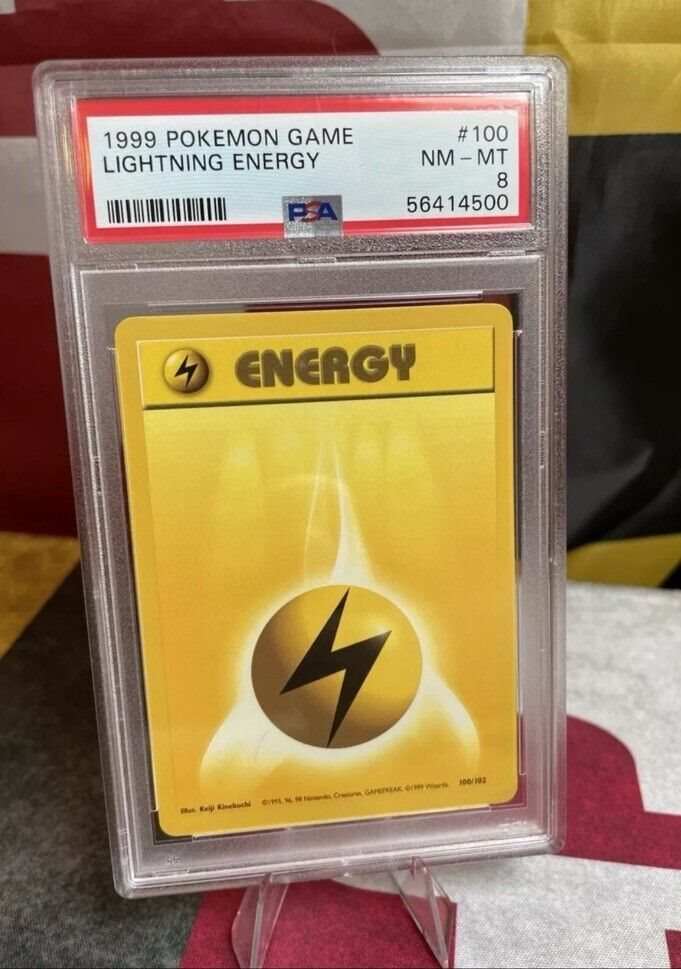 1999 POKEMON GAME #100
LIGHTNING ENERGY NM - MT
8
PSA 56414500
ENERGY
100/102
Illus. Keiji Kinebuchi ©1995, 96, 98 Nintendo, Creatures, GAMEFREAK. ©1999 Wizards.